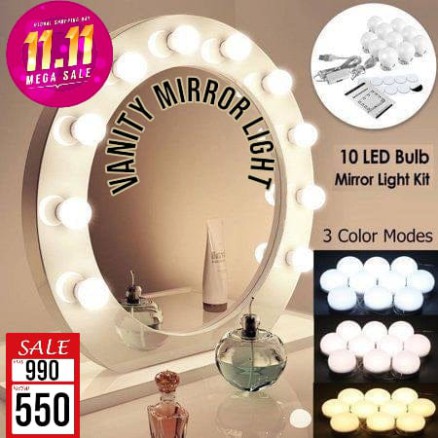 GLOBAL SHOPPING DAY
11.11
MEGA SALE
VANITY MIRROR LIGHT
10 LED Bulb
Mirror Light Kit
3 Color Modes
SALE
990
550